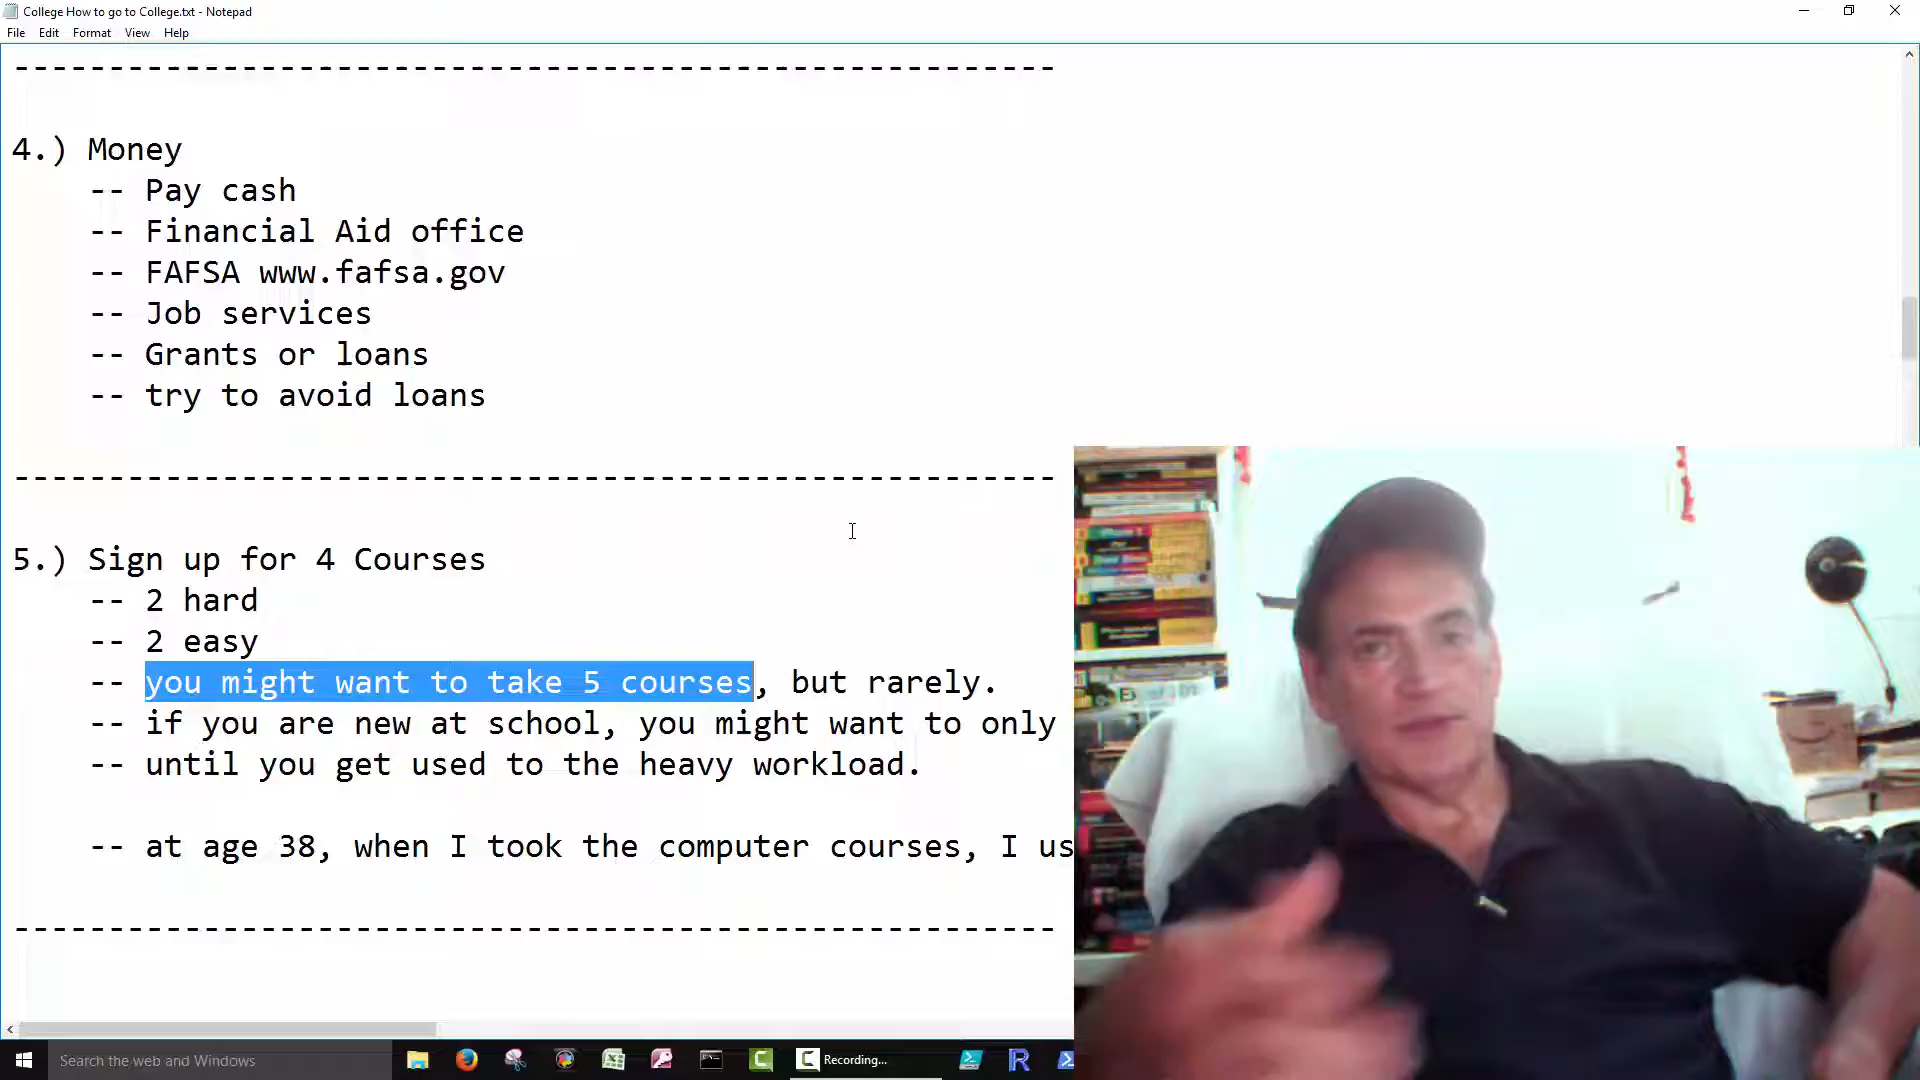 College How to go to College.txt - Notepad
File Edit Format View Help
-------------------------------------------------------
4.) Money
-- Pay cash
-- Financial Aid office
-- FAFSA www.fafsa.gov
-- Job services
-- Grants or loans
-- try to avoid loans
-------------------------------------------------------
5.) Sign up for 4 Courses
-- 2 hard
-- 2 easy
-- you might want to take 5 courses, but rarely.
-- if you are new at school, you might want to only
-- until you get used to the heavy workload.
-- at age 38, when I took the computer courses, I us
-------------------------------------------------------
Search the web and Windows
Recording...